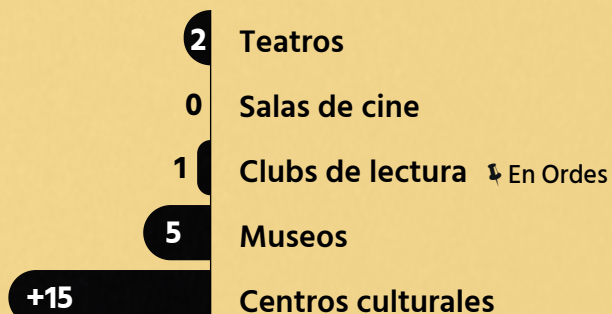 2 Teatros
0 Salas de cine
1 Clubs de lectura En Ordes
5 Museos
+15 Centros culturales